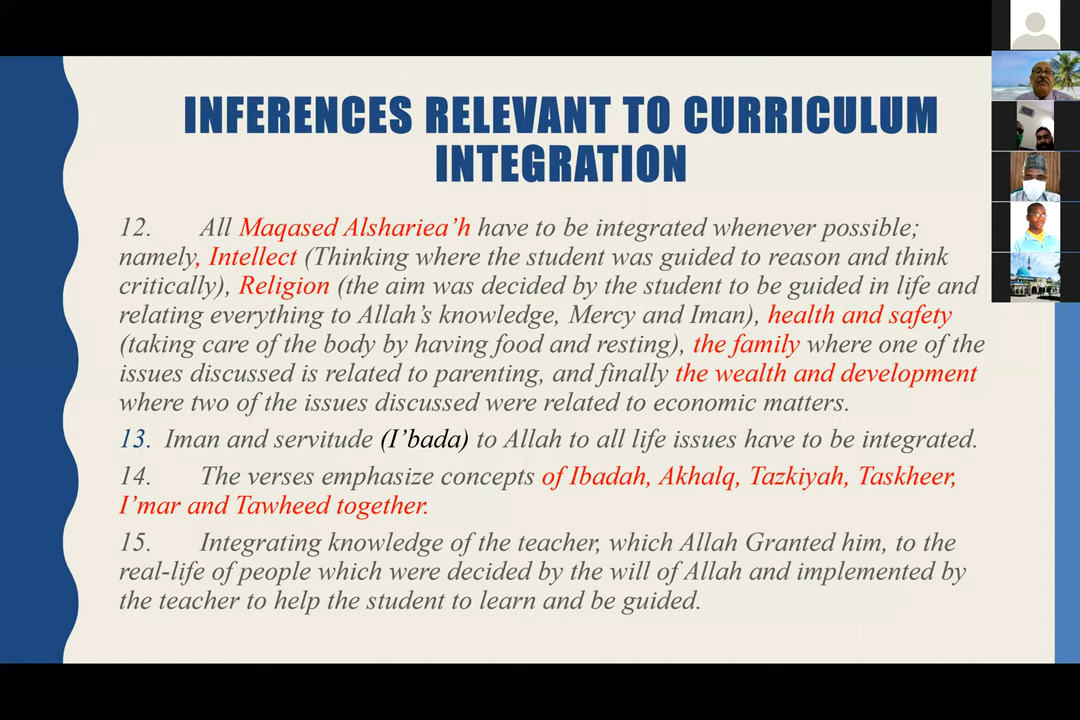 INFERENCES RELEVANT TO CURRICULUM
INTEGRATION
12. All Maqased Alshariea’h have to be integrated whenever possible;
namely, Intellect (Thinking where the student was guided to reason and think
critically), Religion (the aim was decided by the student to be guided in life and
relating everything to Allah’s knowledge, Mercy and Iman), health and safety
(taking care of the body by having food and resting), the family where one of the
issues discussed is related to parenting, and finally the wealth and development
where two of the issues discussed were related to economic matters.
13. Iman and servitude (I’bada) to Allah to all life issues have to be integrated.
14. The verses emphasize concepts of Ibadah, Akhalq, Tazkiyah, Taskheer,
I’mar and Tawheed together.
15. Integrating knowledge of the teacher, which Allah Granted him, to the
real-life of people which were decided by the will of Allah and implemented by
the teacher to help the student to learn and be guided.